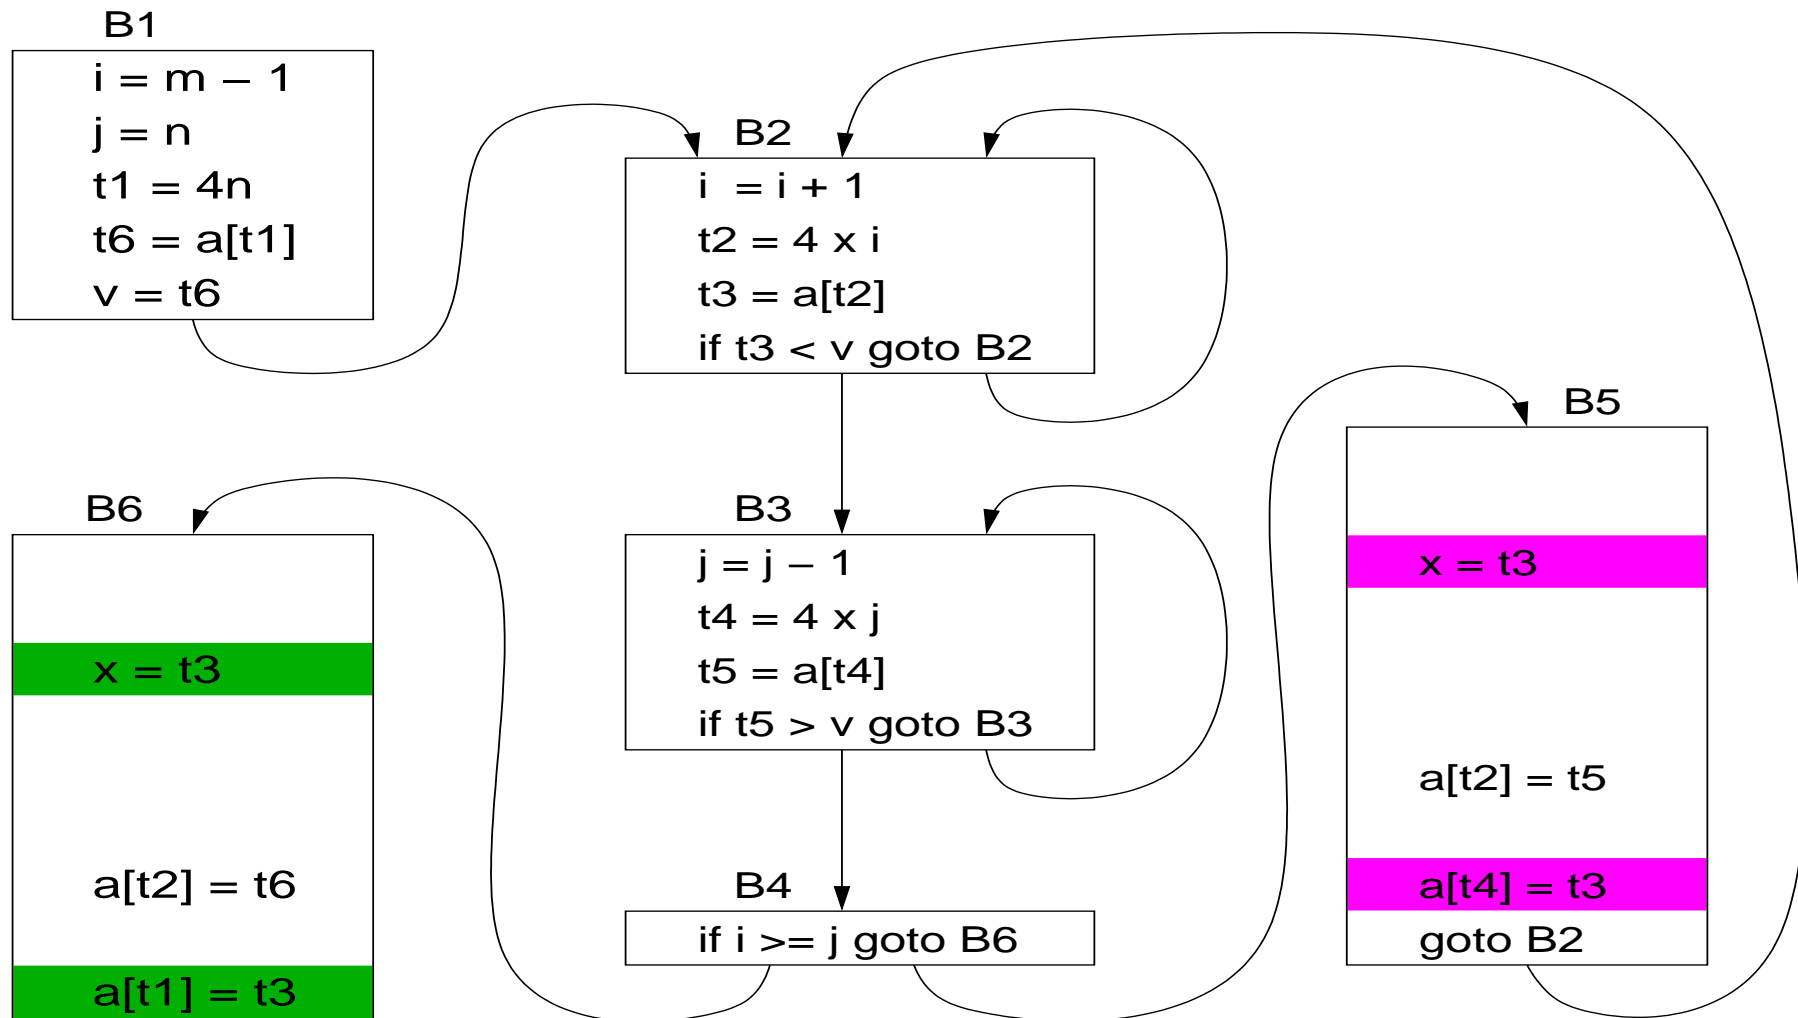 B1
i = m – 1
j = n
t1 = 4n
t6 = a[t1]
v = t6
B2
i = i + 1
t2 = 4 x i
t3 = a[t2]
if t3 < v goto B2
B3
j = j – 1
t4 = 4 x j
t5 = a[t4]
if t5 > v goto B3
B4
if i >= j goto B6
B5
x = t3
a[t2] = t5
a[t4] = t3
goto B2
B6
x = t3
a[t2] = t6
a[t1] = t3